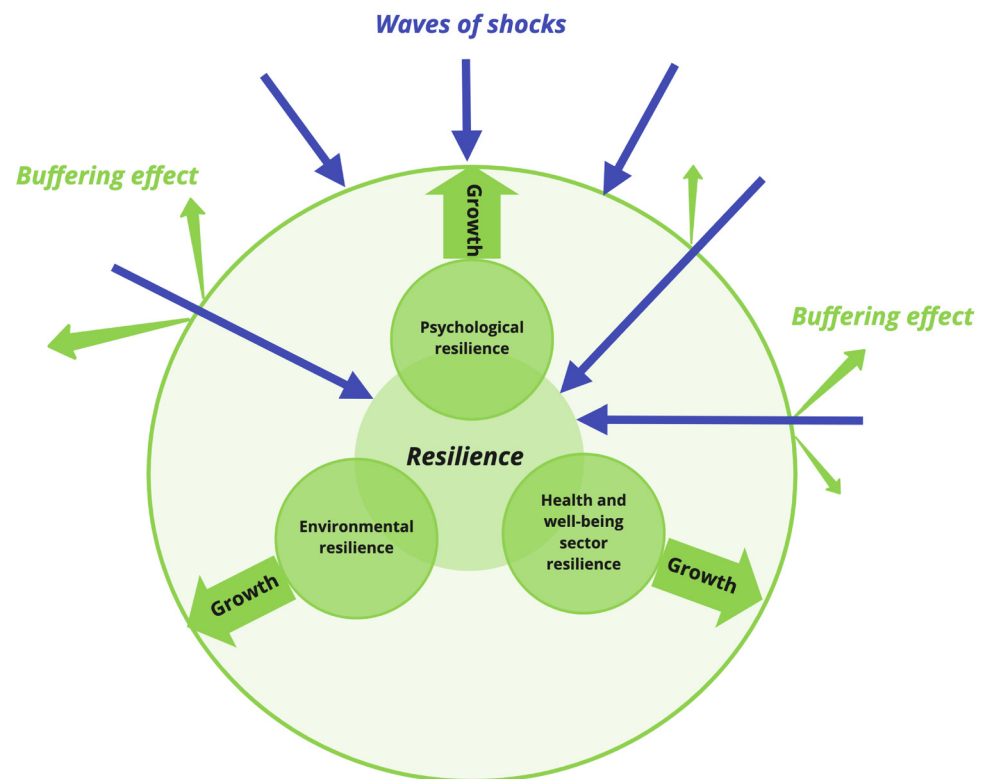 Waves of shocks
Buffering effect
Growth
Buffering effect
Psychological
resilience
Resilience
Environmental
resilience
Health and
well-being
sector
resilience
Growth
Growth